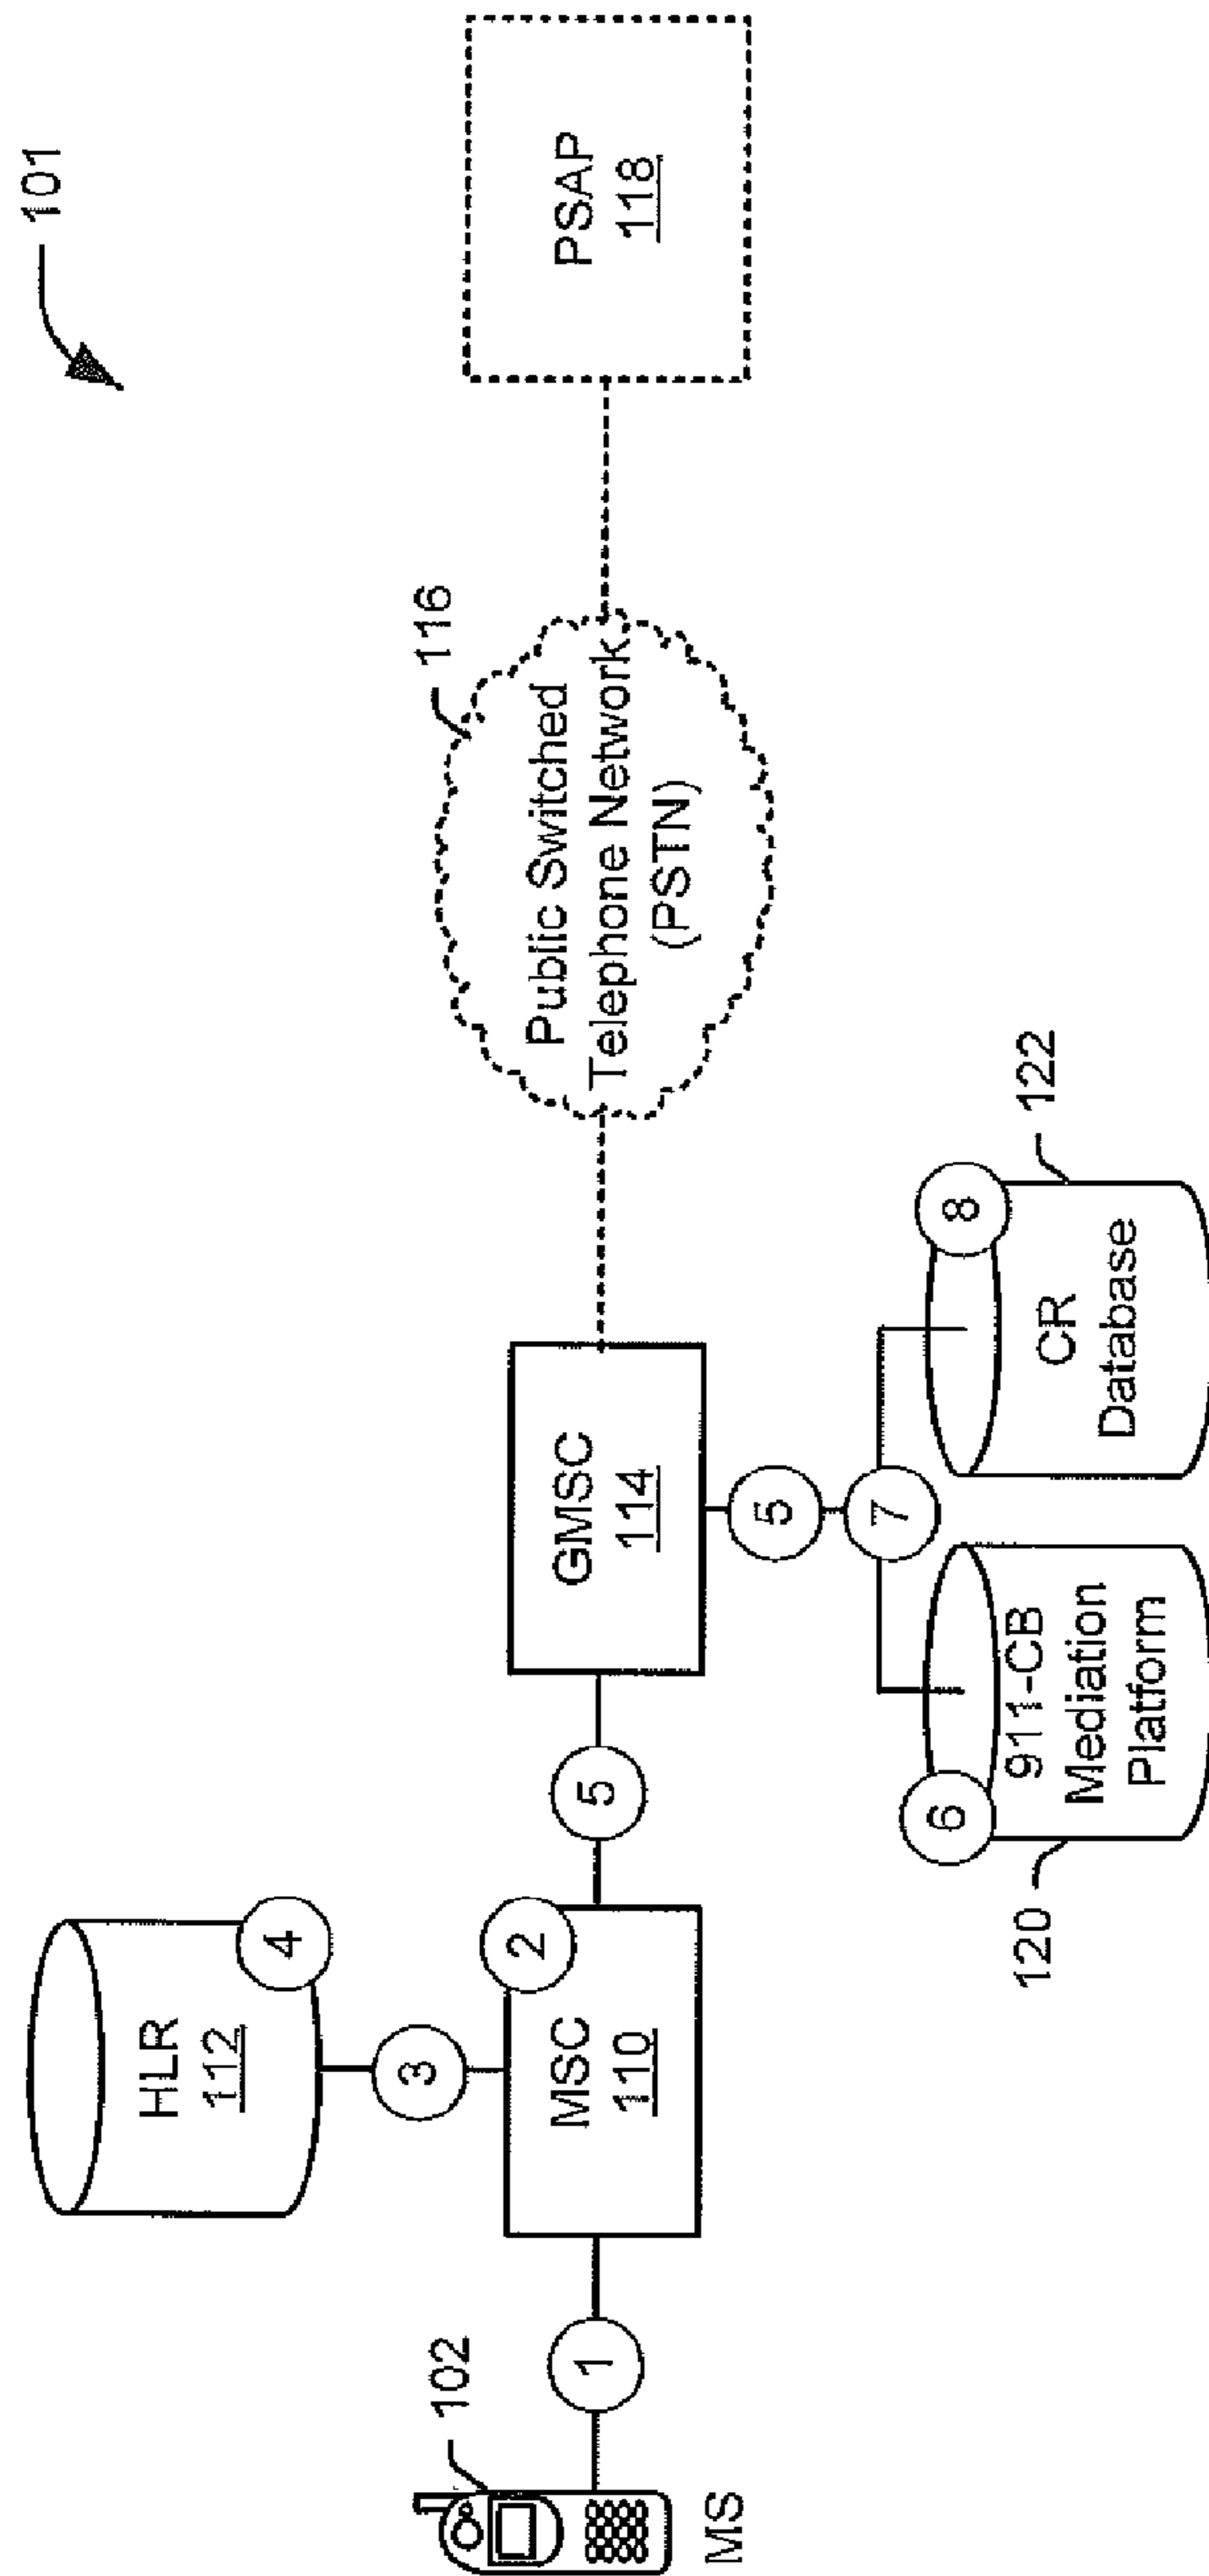 101
PSAP
118
116
Public Switched
Telephone Network
(PSTN)
HLR
112
4
3
2
MSC
110
5
GMSC
114
102
1
MS
5
7
6
911-CB
Mediation
Platform
120
8
CR
Database
122